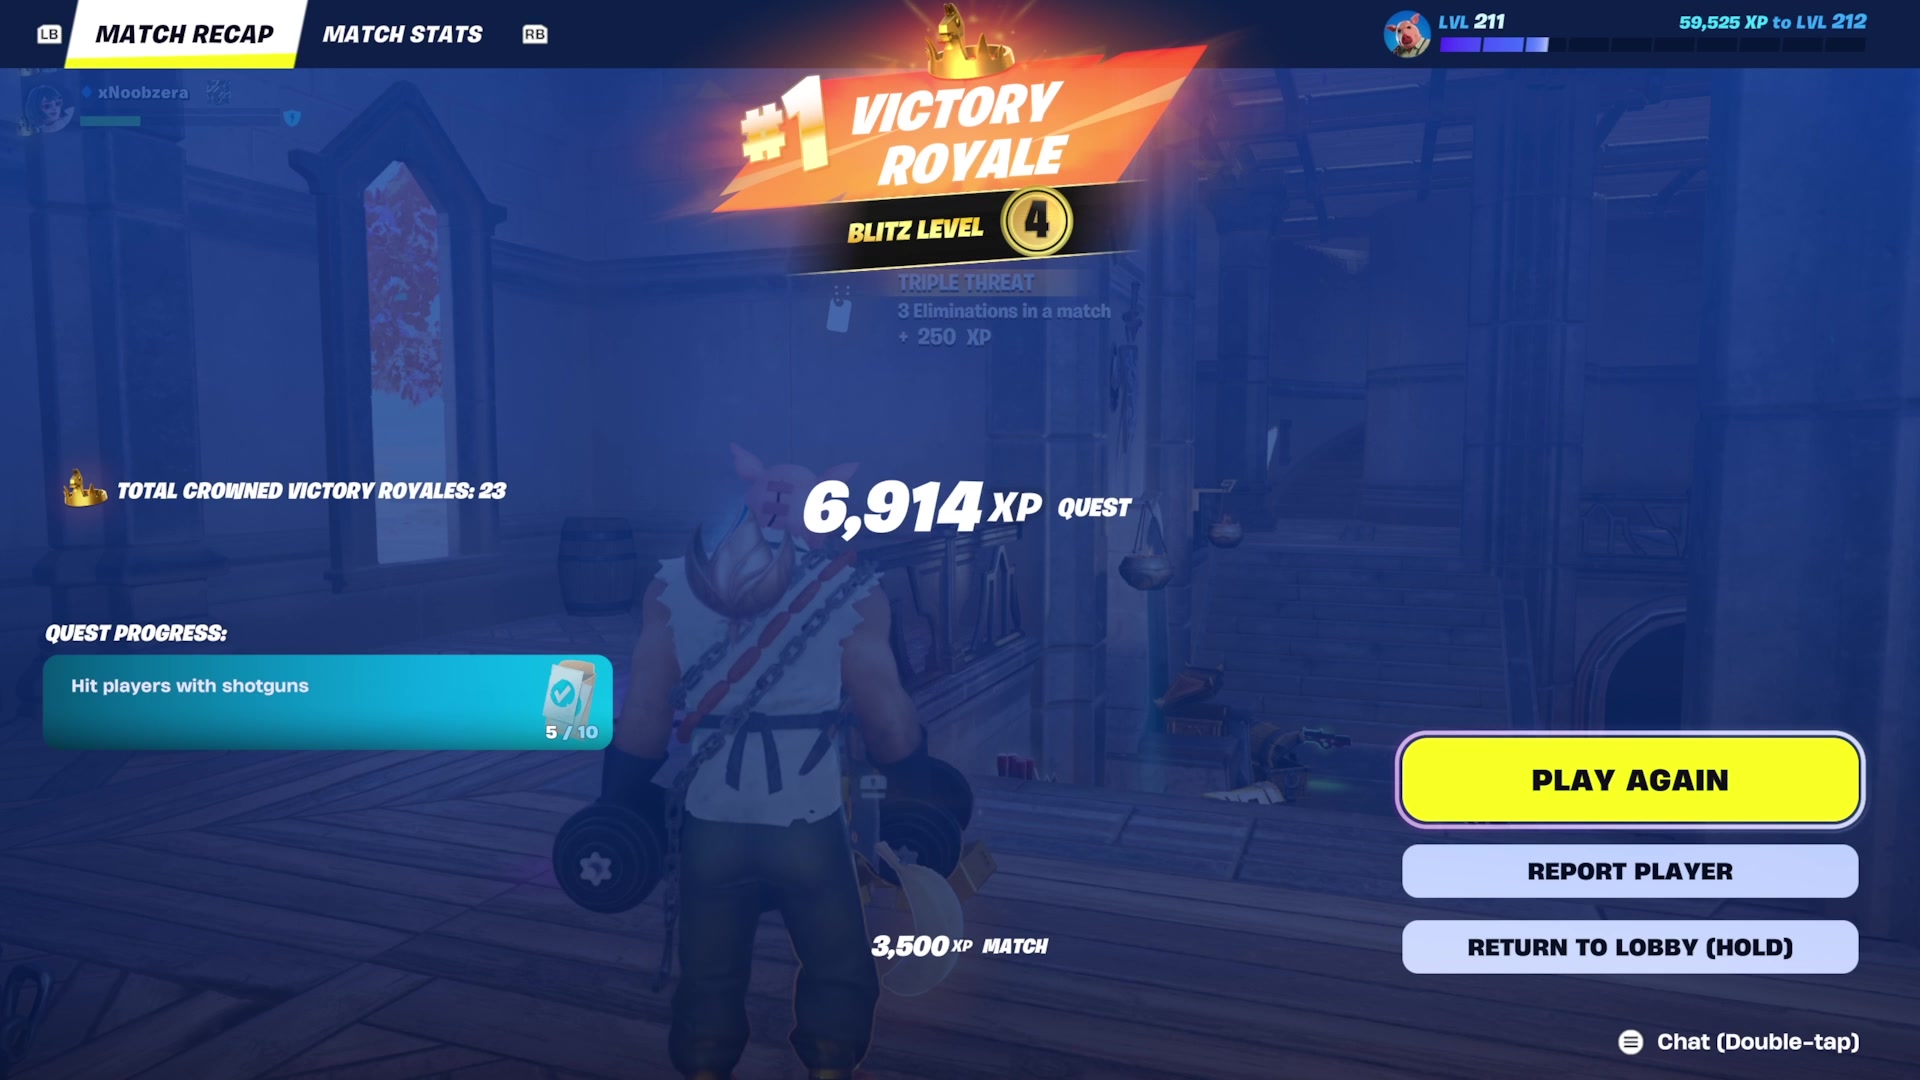 LB
MATCH RECAP
MATCH STATS
RB
LVL 211
59,525 XP to LVL 212
xNoobzera
#1 VICTORY
ROYALE
BLITZ LEVEL 4
TRIPLE THREAT
3 Eliminations in a match
+ 250 XP
TOTAL CROWNED VICTORY ROYALES: 23
6,914 XP QUEST
QUEST PROGRESS:
Hit players with shotguns
5 / 10
PLAY AGAIN
REPORT PLAYER
3,500 XP MATCH
RETURN TO LOBBY (HOLD)
Chat (Double-tap)